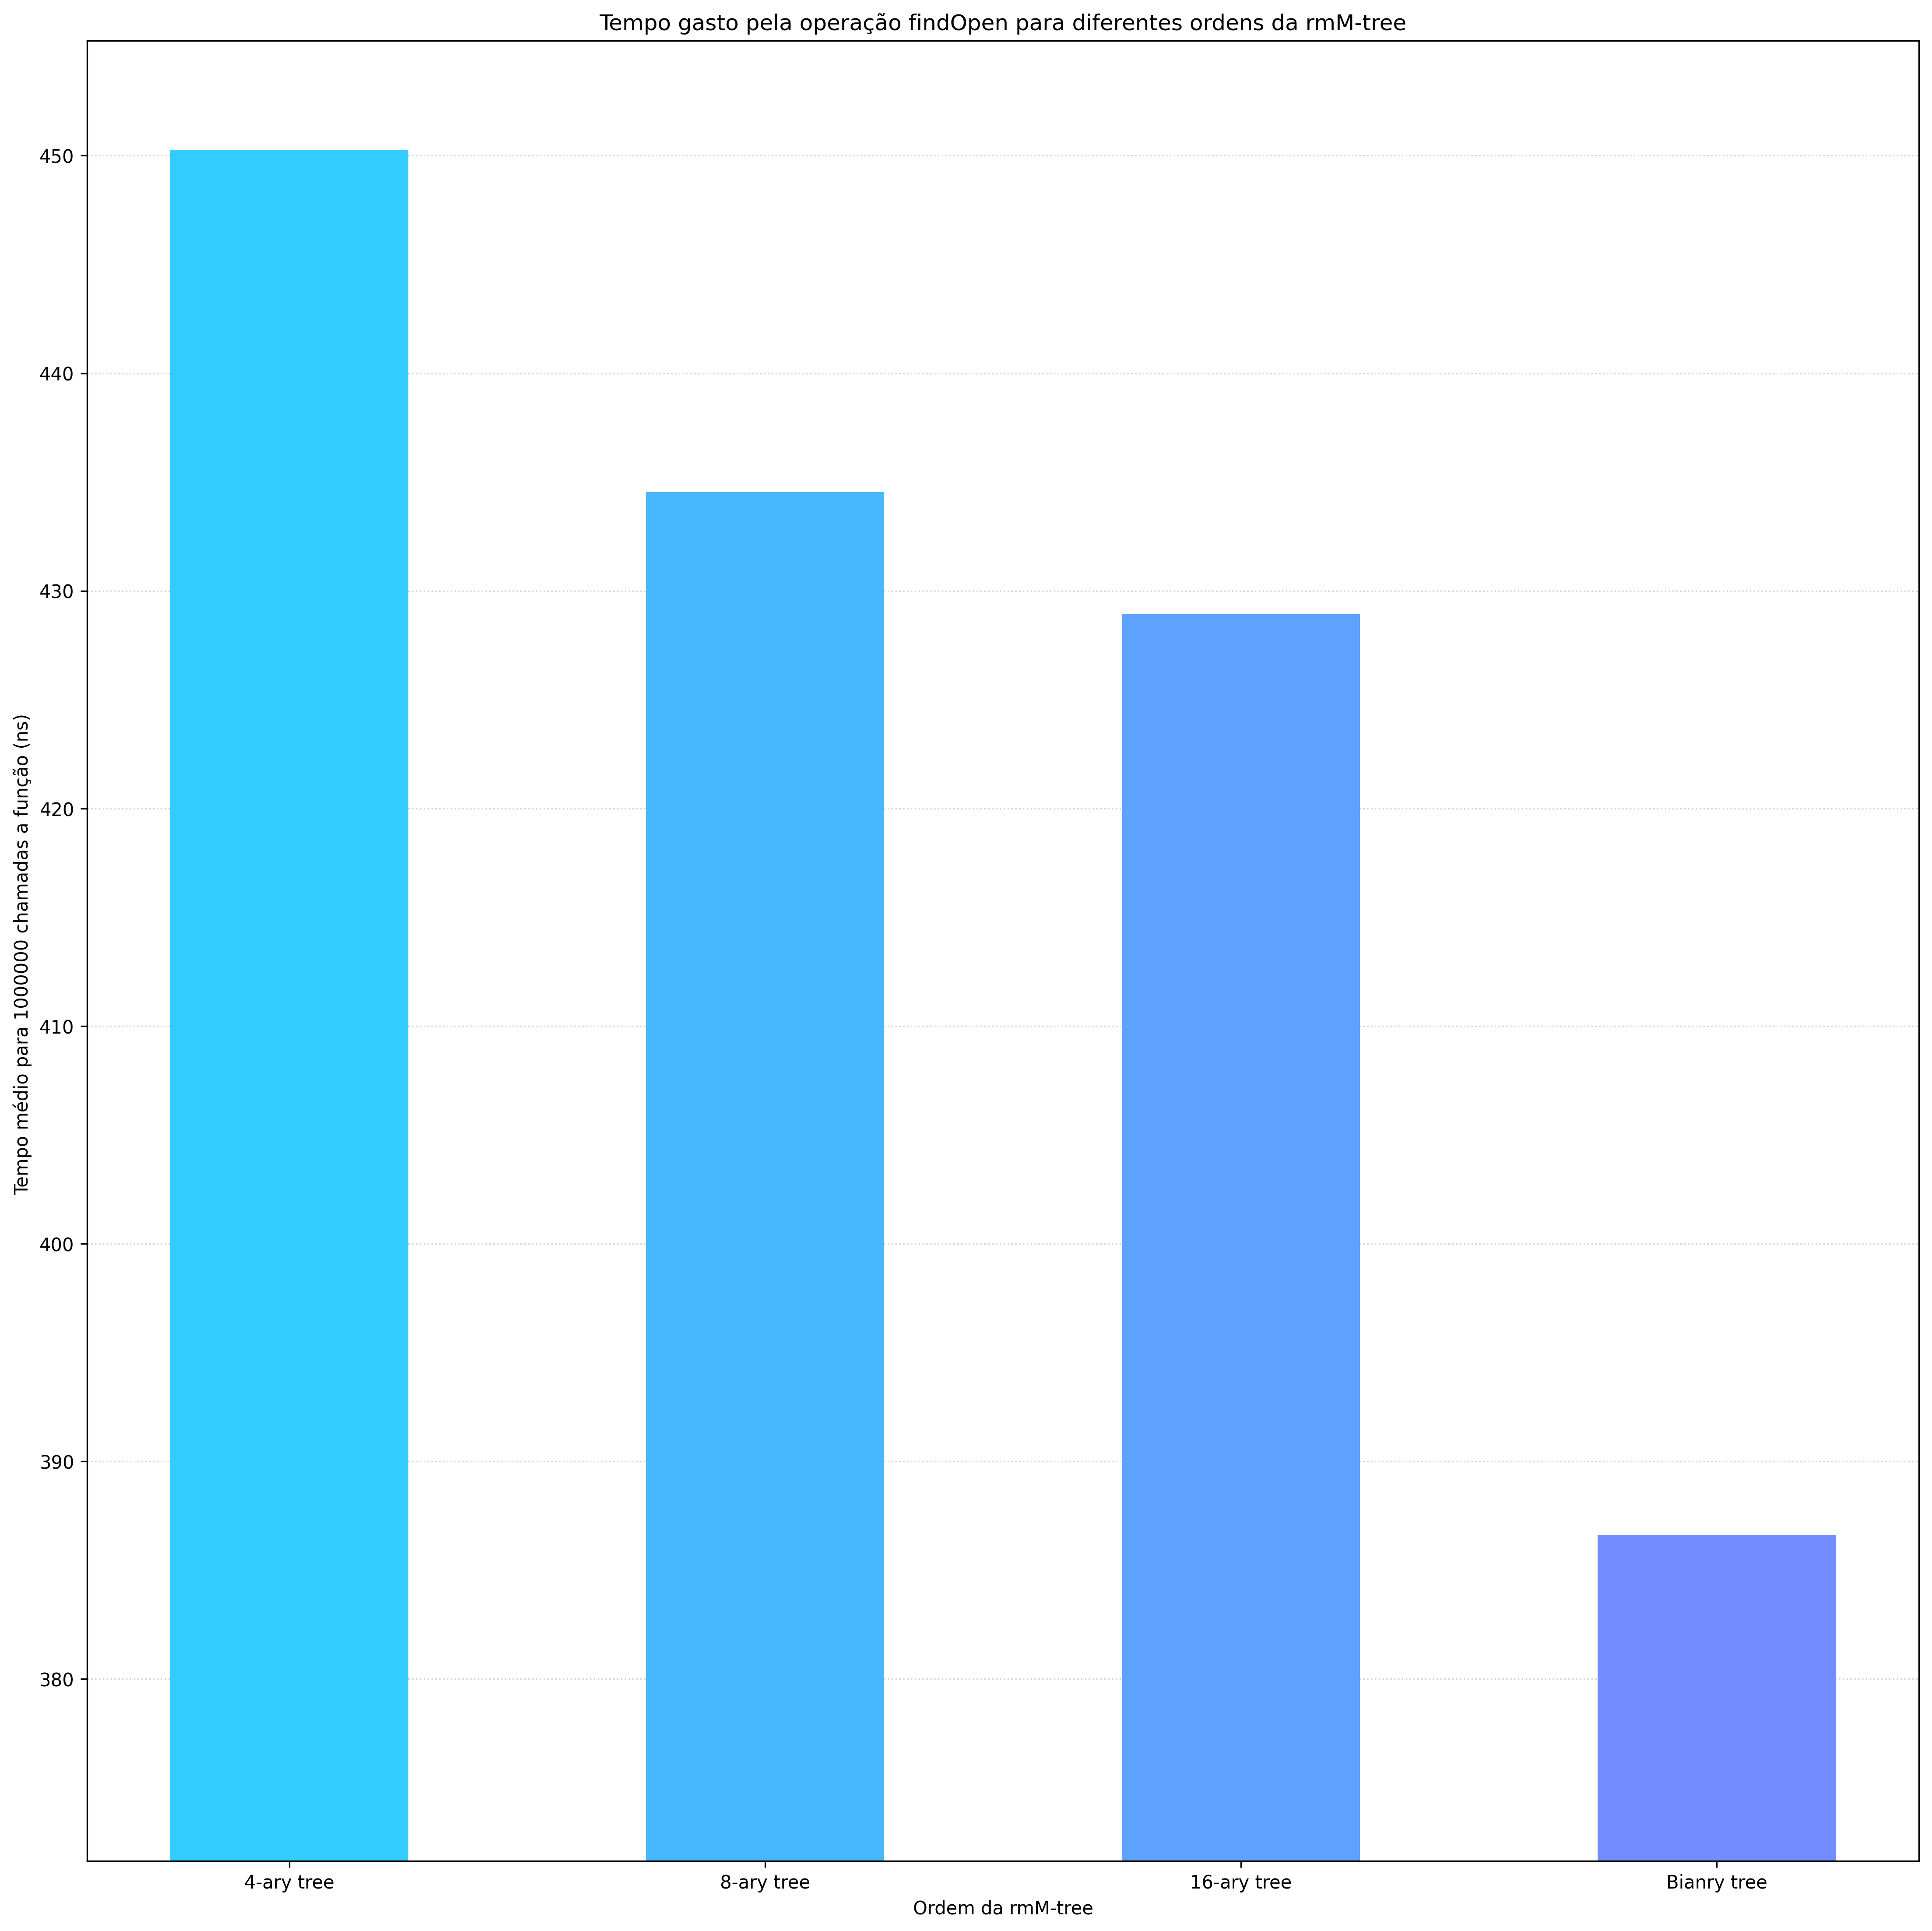 Tempo gasto pela operação findOpen para diferentes ordens da rmM-tree
Tempo médio para 1000000 chamadas a função (ns)
450
440
430
420
410
400
390
380
4-ary tree
8-ary tree
16-ary tree
Bianry tree
Ordem da rmM-tree